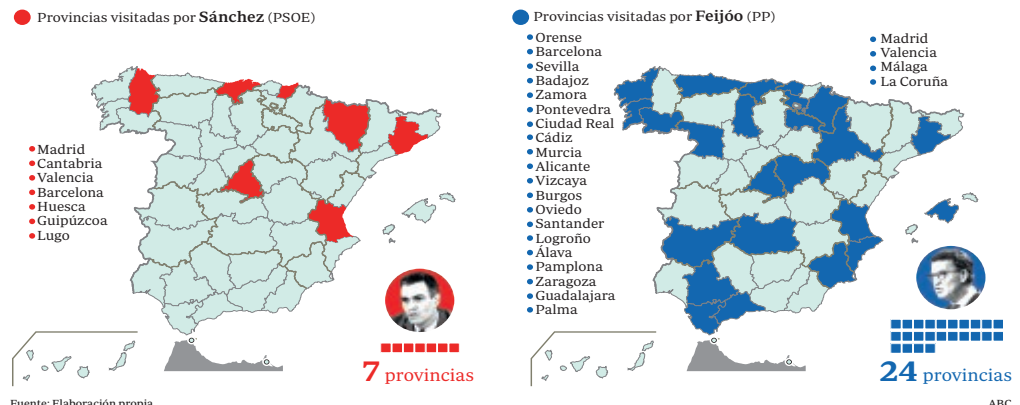 Provincias visitadas por Sánchez (PSOE)
Madrid
Cantabria
Valencia
Barcelona
Huesca
Guipúzcoa
Lugo
7 provincias
Provincias visitadas por Feijóo (PP)
Orense
Barcelona
Sevilla
Badajoz
Zamora
Pontevedra
Ciudad Real
Cádiz
Murcia
Alicante
Vizcaya
Burgos
Oviedo
Santander
Logroño
Álava
Pamplona
Zaragoza
Guadalajara
Palma
Madrid
Valencia
Málaga
La Coruña
24 provincias
Fuente: Elaboración propia
ABC